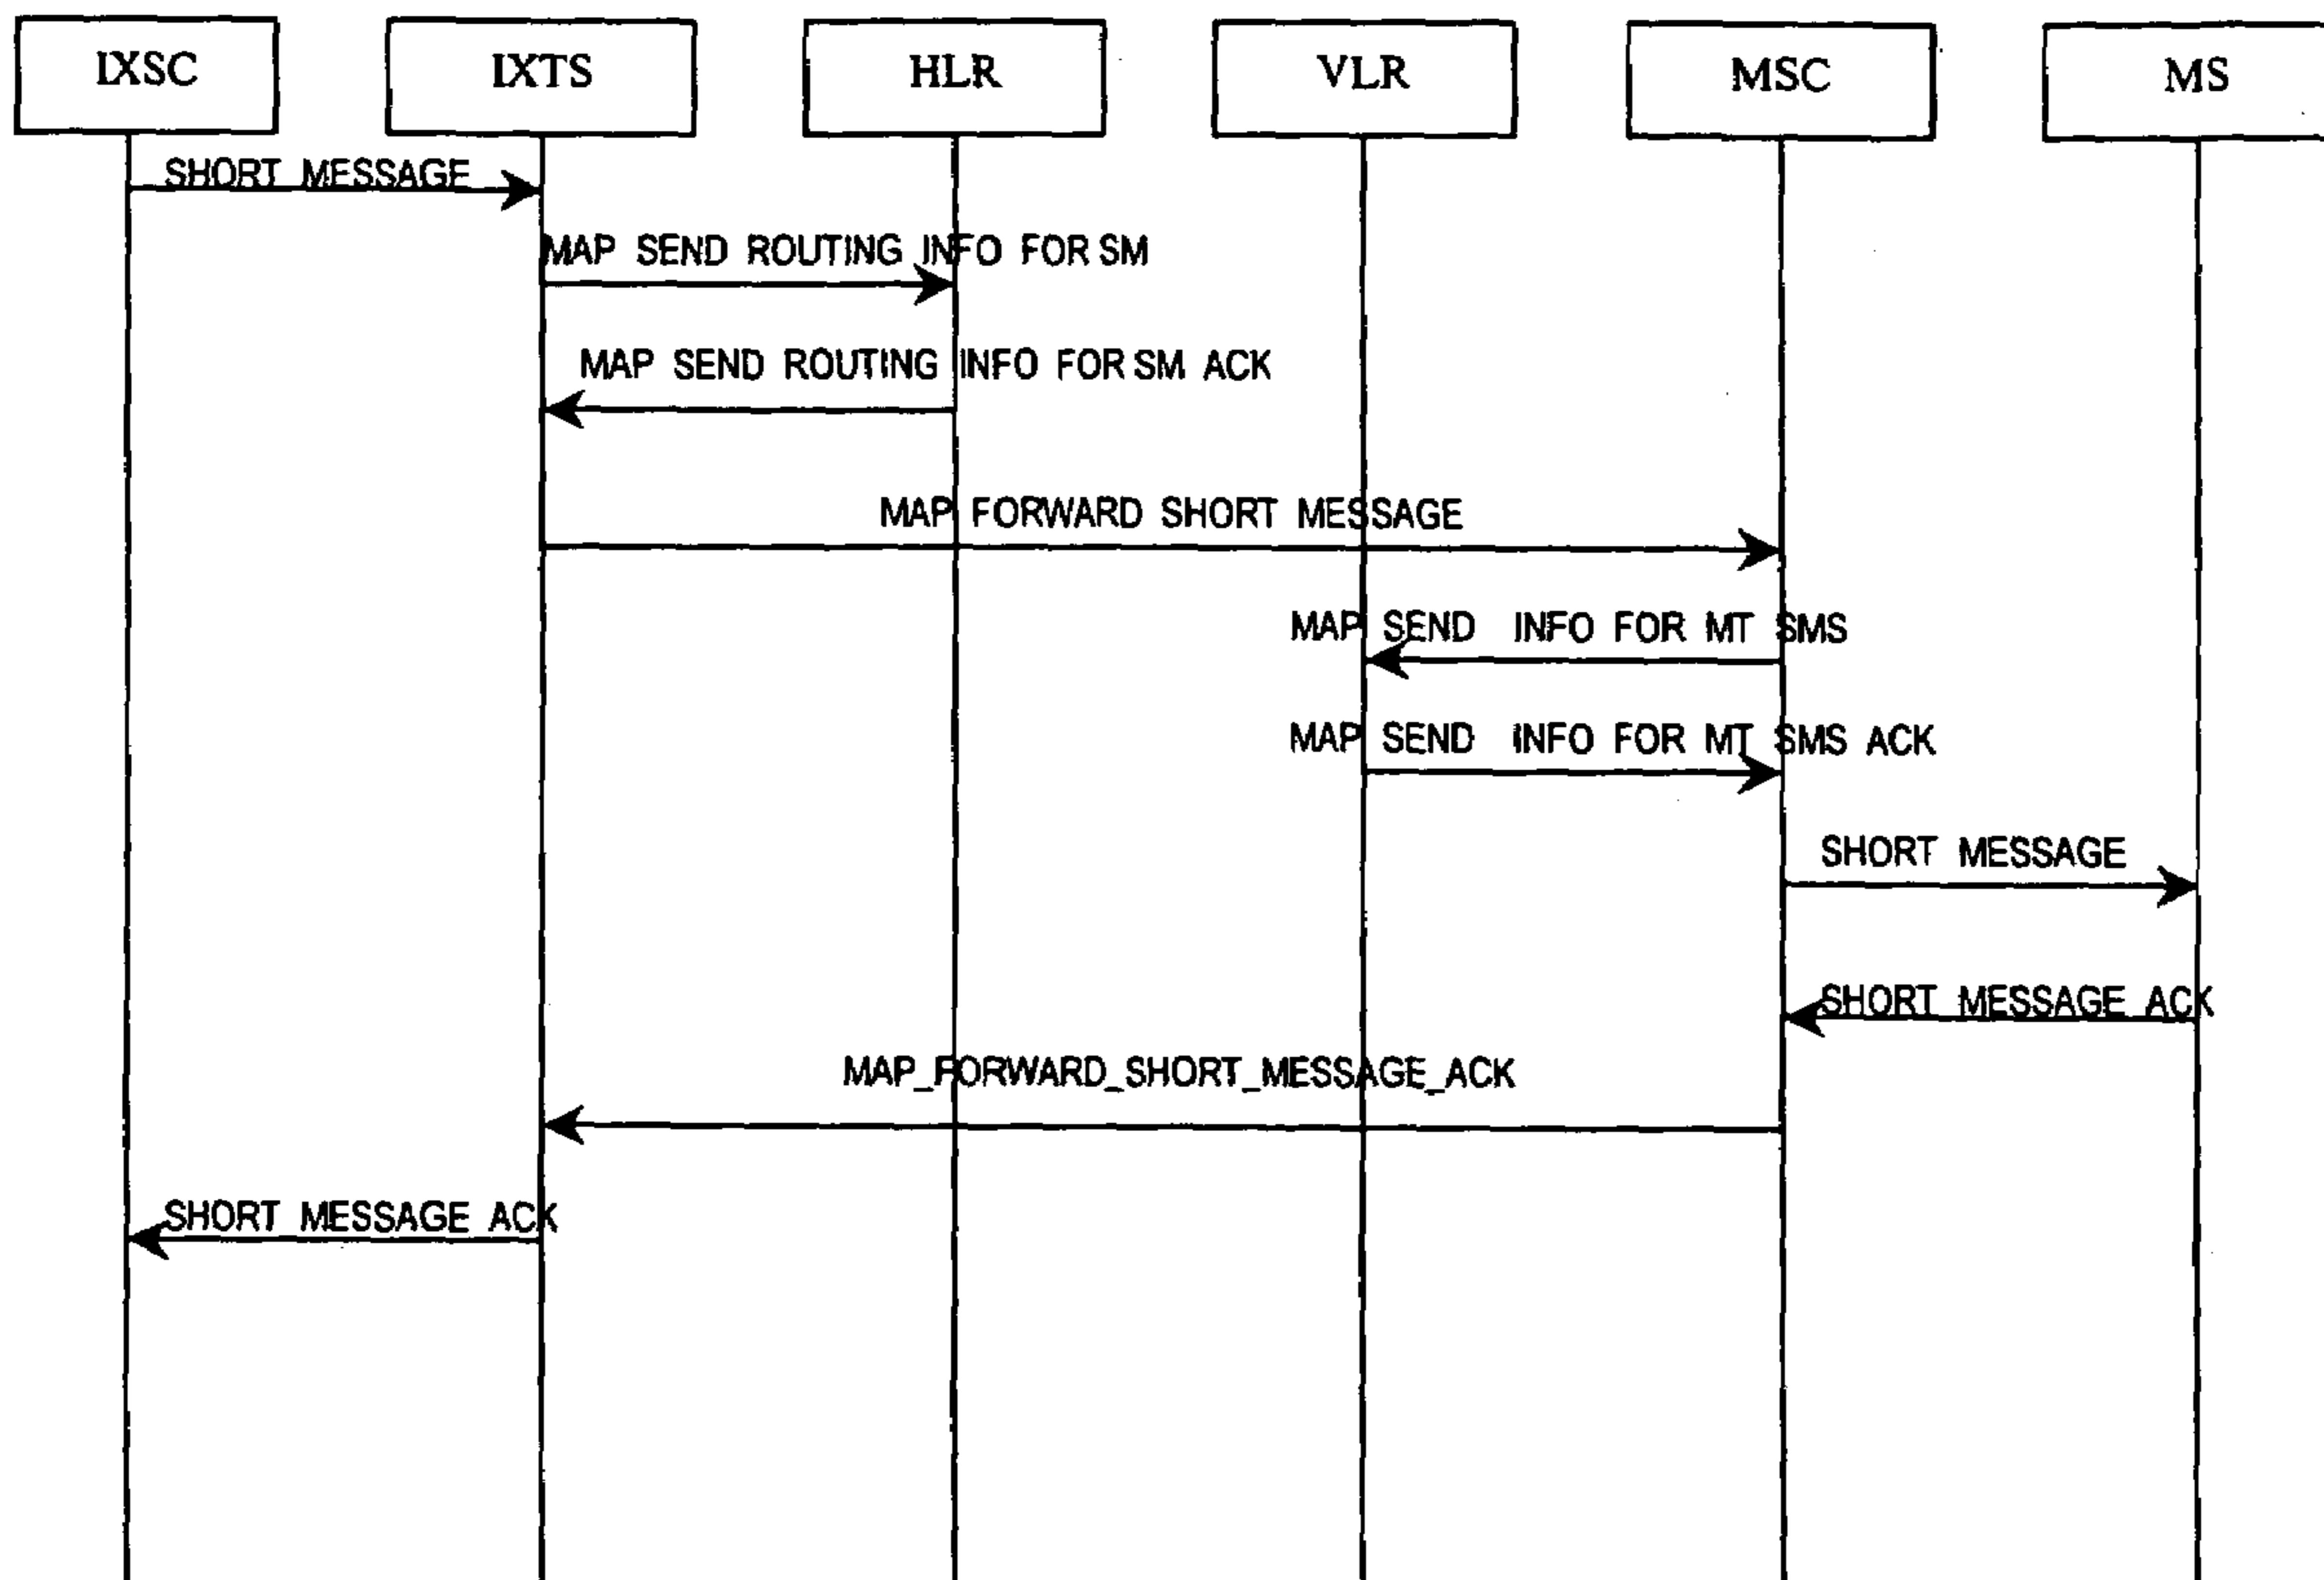 IXSC IXTS HLR VLR MSC MS
SHORT MESSAGE
MAP SEND ROUTING INFO FOR SM
MAP SEND ROUTING INFO FOR SM ACK
MAP FORWARD SHORT MESSAGE
MAP SEND INFO FOR MT SMS
MAP SEND INFO FOR MT SMS ACK
SHORT MESSAGE
SHORT MESSAGE ACK
MAP_FORWARD_SHORT_MESSAGE_ACK
SHORT MESSAGE ACK